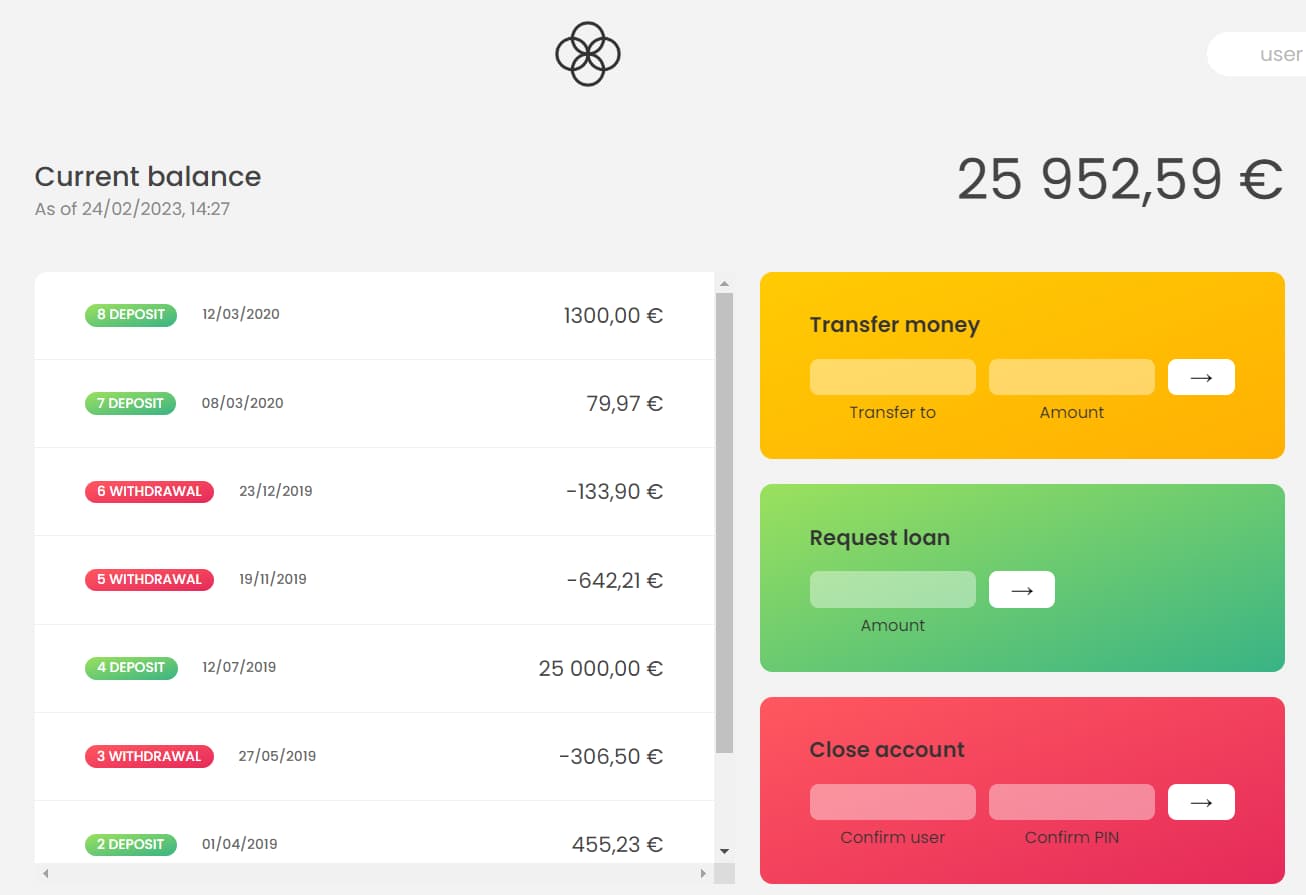 user
Current balance
25 952,59 €
As of 24/02/2023, 14:27
8 DEPOSIT 12/03/2020 1300,00 €
7 DEPOSIT 08/03/2020 79,97 €
6 WITHDRAWAL 23/12/2019 -133,90 €
5 WITHDRAWAL 19/11/2019 -642,21 €
4 DEPOSIT 12/07/2019 25 000,00 €
3 WITHDRAWAL 27/05/2019 -306,50 €
2 DEPOSIT 01/04/2019 455,23 €
Transfer money
→
Transfer to Amount
Request loan
→
Amount
Close account
→
Confirm user Confirm PIN